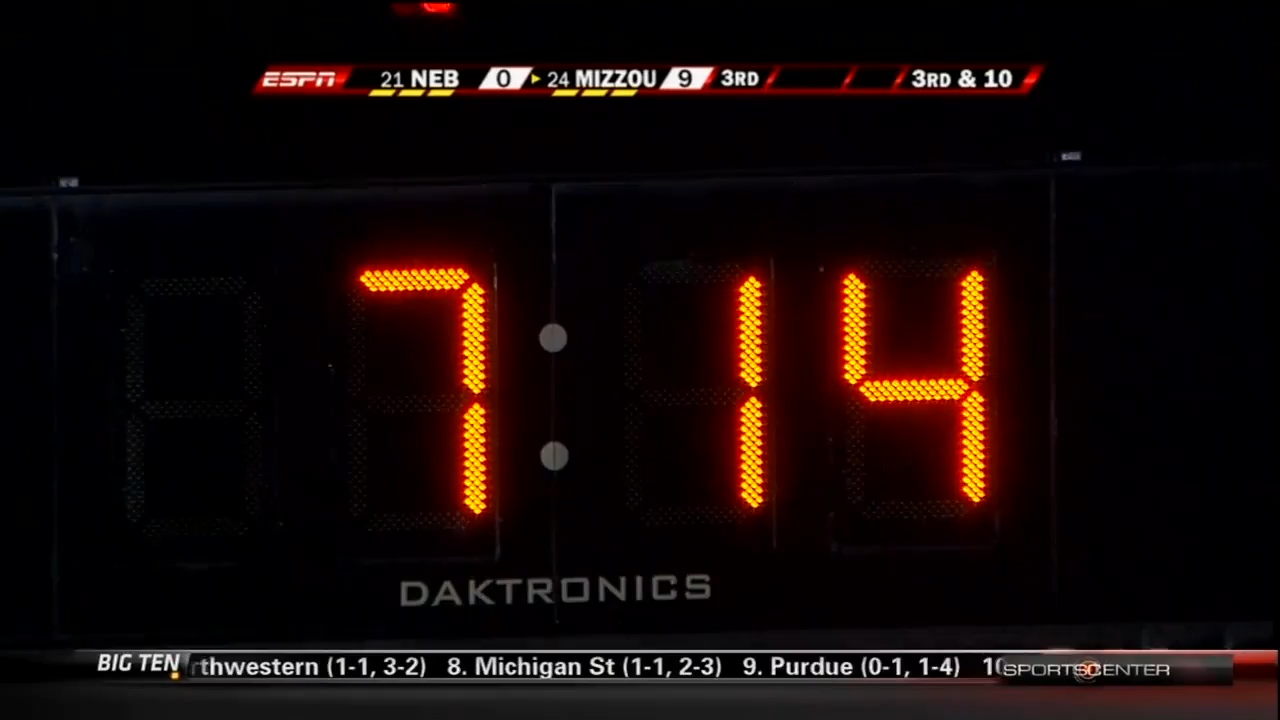 ESPN 21 NEB 0 24 MIZZOU 9 3RD 3RD & 10
7:14
DAKTRONICS
BIG TEN rthwestern (1-1, 3-2) 8. Michigan St (1-1, 2-3) 9. Purdue (0-1, 1-4) 10 SPORTSCENTER